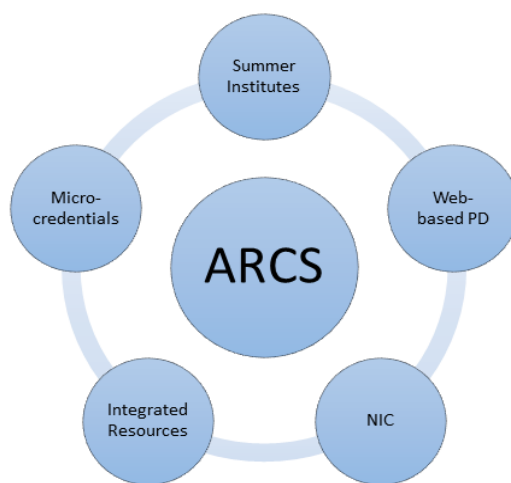 Summer
Institutes
Micro-
credentials
Web-
based PD
ARCS
Integrated
Resources
NIC